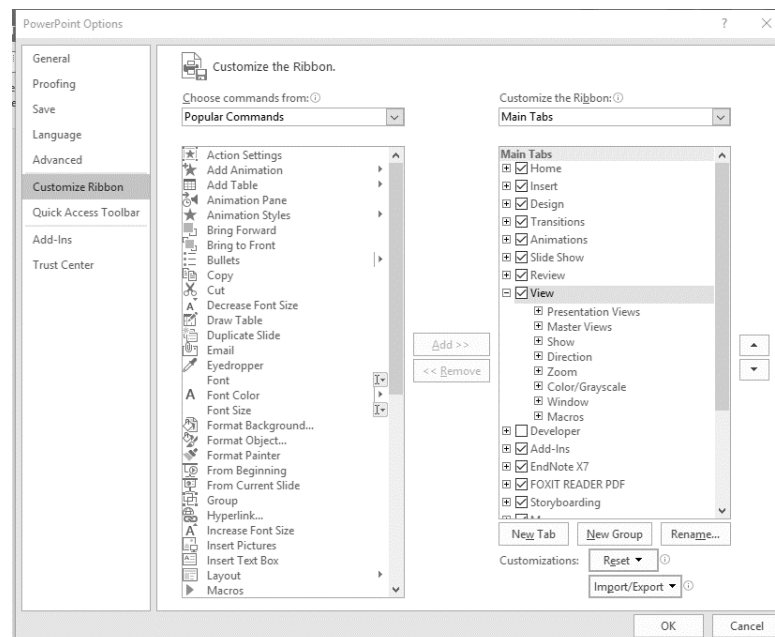 PowerPoint Options
?
General
Proofing
Save
Language
Advanced
Customize Ribbon
Quick Access Toolbar
Add-Ins
Trust Center
Customize the Ribbon.
Choose commands from:
Popular Commands
Action Settings
Add Animation
Add Table
Animation Pane
Animation Styles
Bring Forward
Bring to Front
Bullets
Copy
Cut
Decrease Font Size
Draw Table
Duplicate Slide
Email
Eyedropper
Font
Font Color
Font Size
Format Background...
Format Object...
Format Painter
From Beginning
From Current Slide
Group
Hyperlink...
Increase Font Size
Insert Pictures
Insert Text Box
Layout
Macros
Add >>
<< Remove
Customize the Ribbon:
Main Tabs
Main Tabs
Home
Insert
Design
Transitions
Animations
Slide Show
Review
View
Presentation Views
Master Views
Show
Direction
Zoom
Color/Grayscale
Window
Macros
Developer
Add-Ins
EndNote X7
FOXIT READER PDF
Storyboarding
New Tab
New Group
Rename...
Customizations:
Reset
Import/Export
OK
Cancel